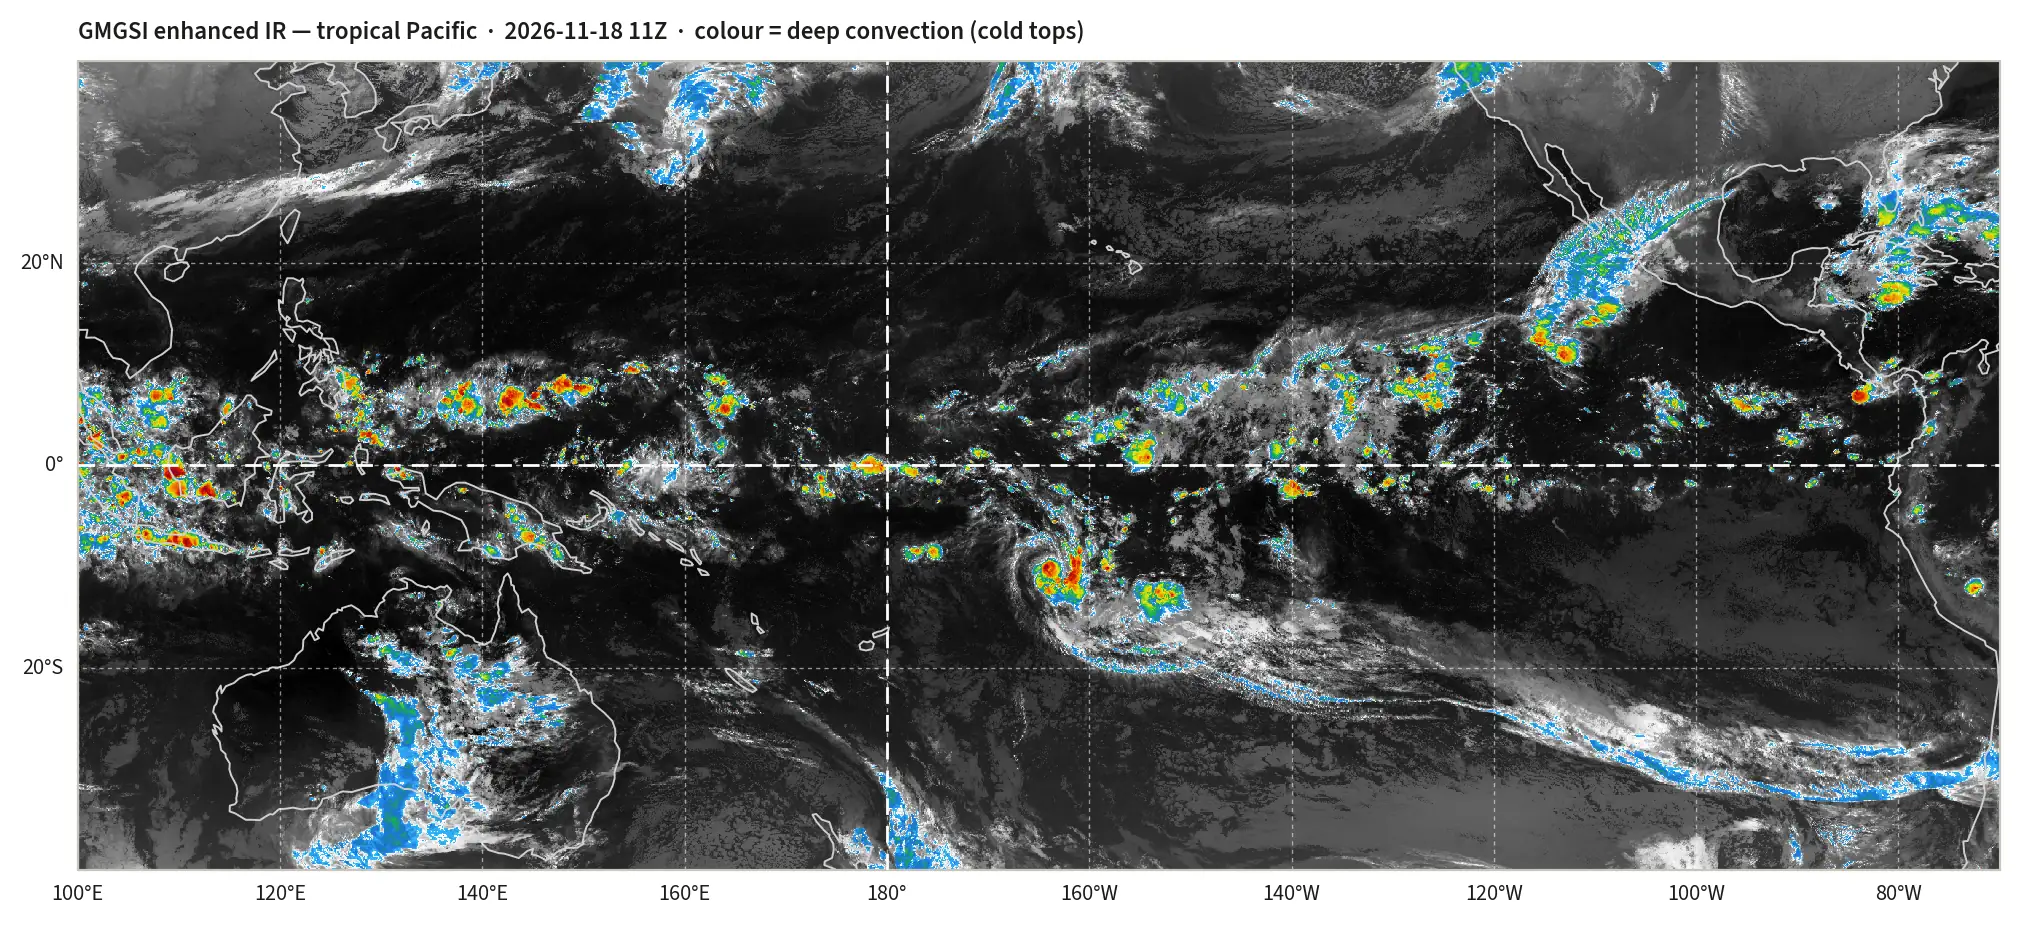 GMGSI enhanced IR — tropical Pacific · 2026-11-18 11Z · colour = deep convection (cold tops)
20°N
0°
20°S
100°E 120°E 140°E 160°E 180° 160°W 140°W 120°W 100°W 80°W